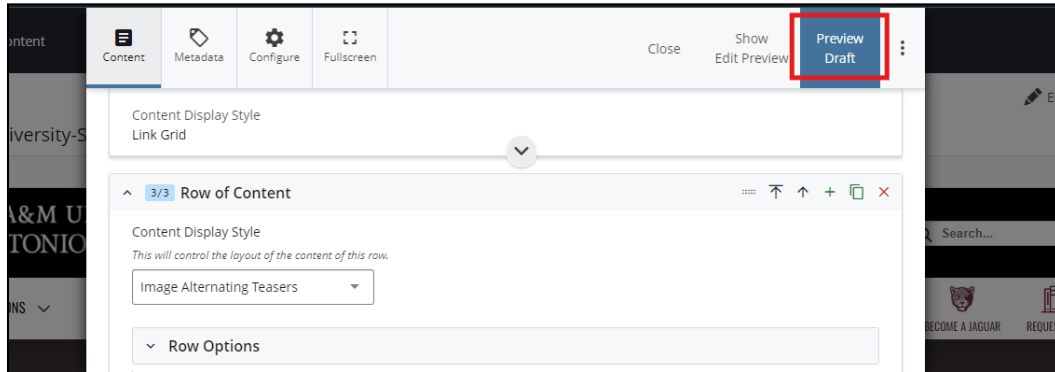 ontent
Content
Metadata
Configure
Fullscreen
Close
Show
Edit Preview
Preview
Draft
Content Display Style
Link Grid
iversity-S
3/3 Row of Content
A&M U
TONIO
Search...
Content Display Style
This will control the layout of the content of this row.
Image Alternating Teasers
NS
BECOME A JAGUAR
REQUE
Row Options